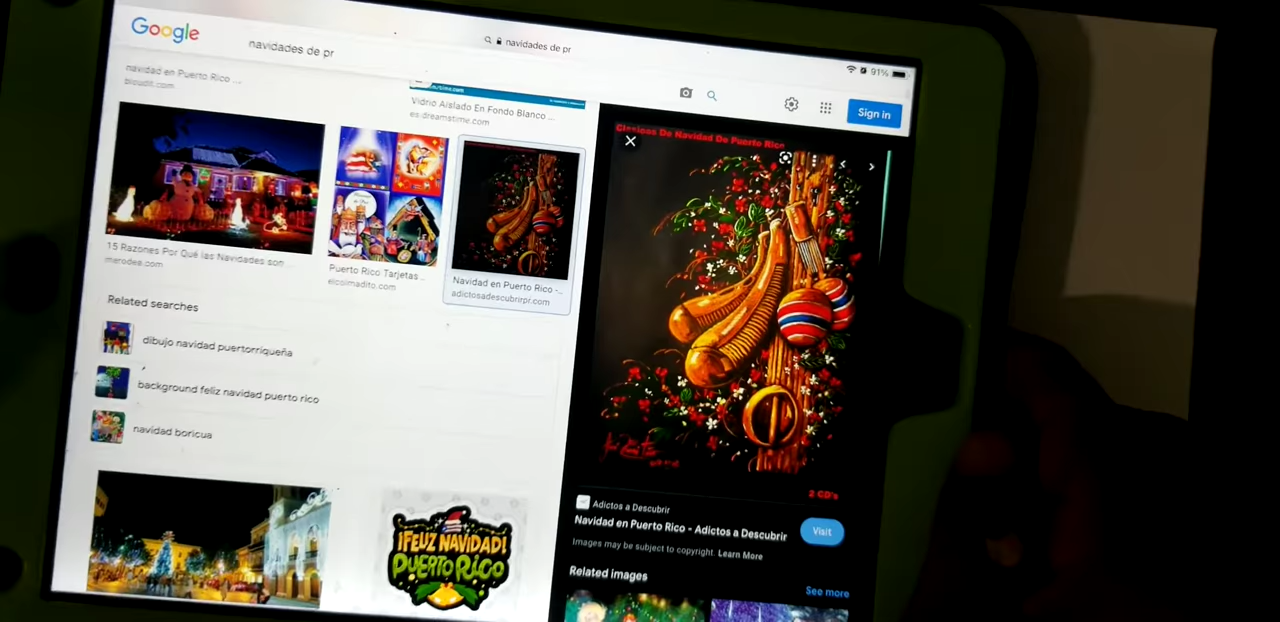 Google
navidades de pr
navidades de pr
91%
Sign in
navidad en Puerto Rico ...
Vidrio Aislado En Fondo Blanco ...
es.dreamstime.com
15 Razones Por Qué las Navidades son ...
merodea.com
Puerto Rico Tarjetas ...
elcolmadito.com
Navidad en Puerto Rico -...
adictosadescubrirpr.com
Related searches
dibujo navidad puertorriqueña
background feliz navidad puerto rico
navidad boricua
¡FELIZ NAVIDAD!
PUERTO RICO
Clasicas De Navidad De Puerto Rico
2 CD's
Adictos a Descubrir
Navidad en Puerto Rico - Adictos a Descubrir
Visit
Images may be subject to copyright. Learn More
Related images
See more